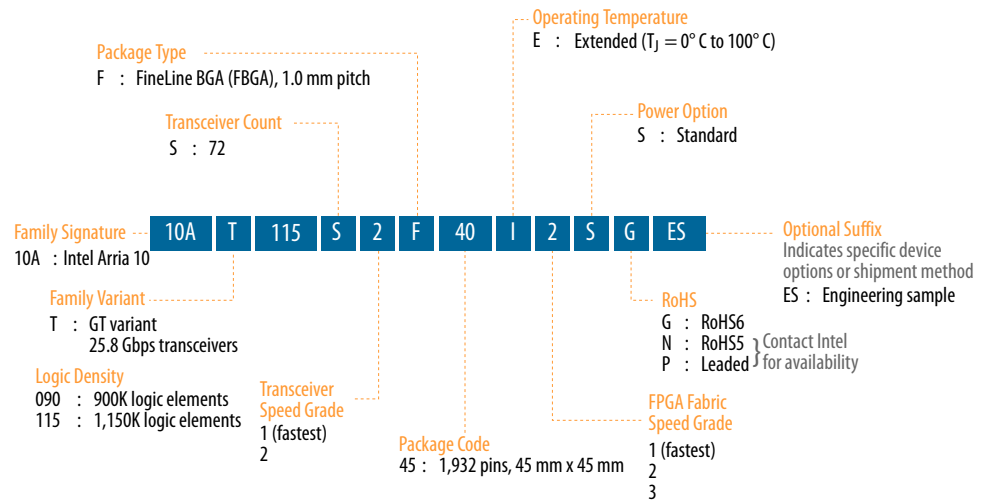 Operating Temperature
E : Extended (TJ = 0° C to 100° C)
Package Type
F : FineLine BGA (FBGA), 1.0 mm pitch
Power Option
S : Standard
Transceiver Count
S : 72
Family Signature
10A : Intel Arria 10
10A T 115 S 2 F 40 I 2 S G ES
Optional Suffix
Indicates specific device
options or shipment method
ES : Engineering sample
Family Variant
T : GT variant
25.8 Gbps transceivers
RoHS
G : RoHS6
N : RoHS5
P : Leaded
} Contact Intel
for availability
Logic Density
090 : 900K logic elements
115 : 1,150K logic elements
Transceiver
Speed Grade
1 (fastest)
2
Package Code
45 : 1,932 pins, 45 mm x 45 mm
FPGA Fabric
Speed Grade
1 (fastest)
2
3